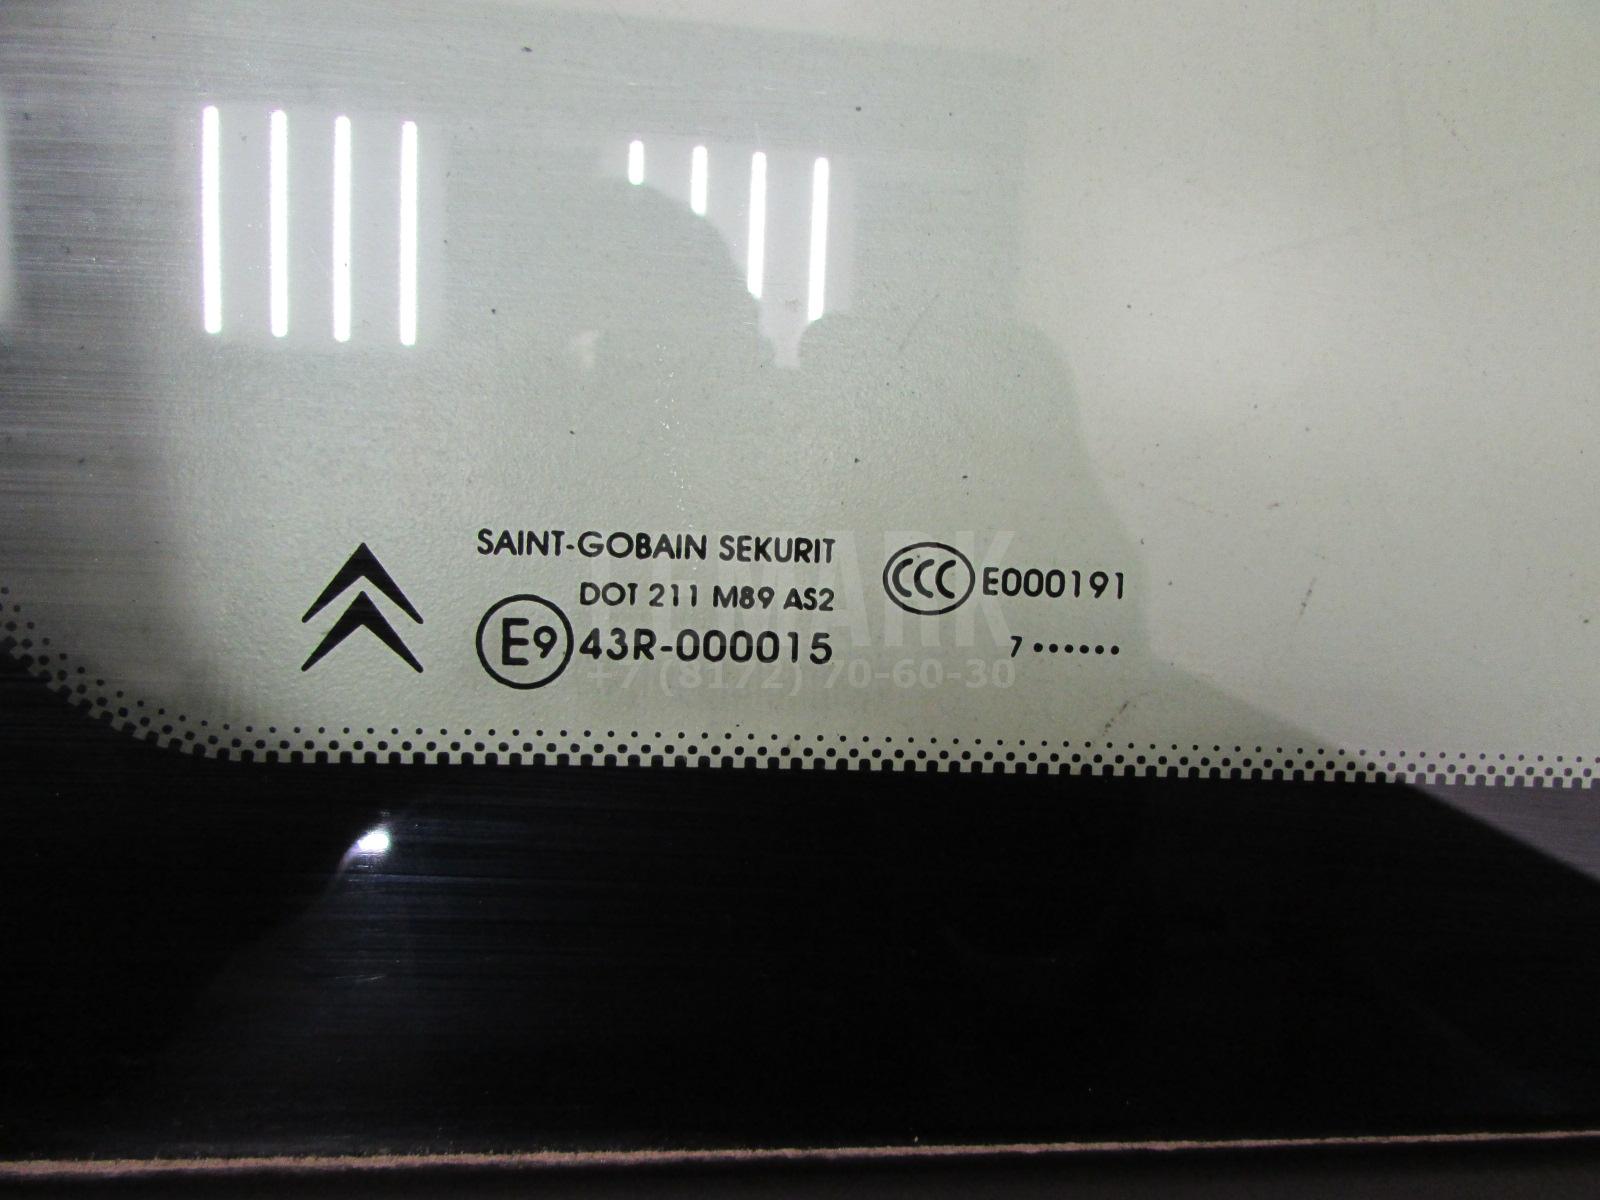 SAINT-GOBAIN SEKURIT
DOT 211 M89 AS2
E9 43R-000015
CCC E000191
7••••••
+7 (8172) 70-60-30